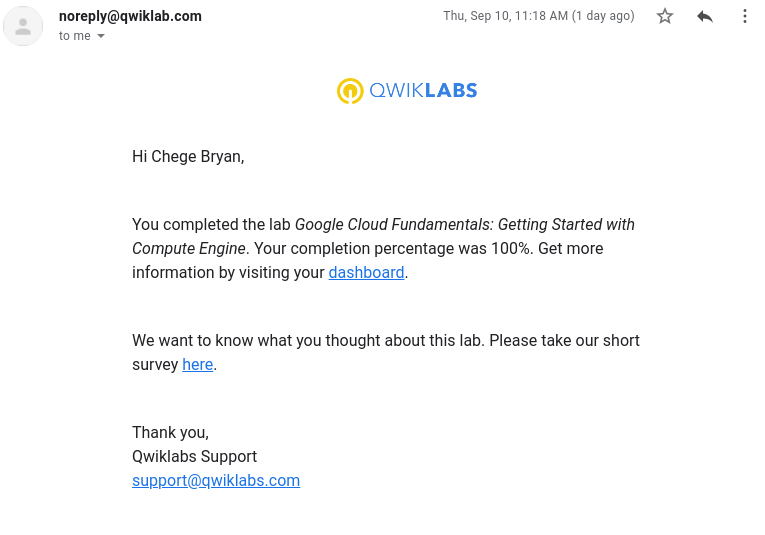 noreply@qwiklab.com
Thu, Sep 10, 11:18 AM (1 day ago)
to me
QWIKLABS
Hi Chege Bryan,
You completed the lab Google Cloud Fundamentals: Getting Started with
Compute Engine. Your completion percentage was 100%. Get more
information by visiting your dashboard.
We want to know what you thought about this lab. Please take our short
survey here.
Thank you,
Qwiklabs Support
support@qwiklabs.com